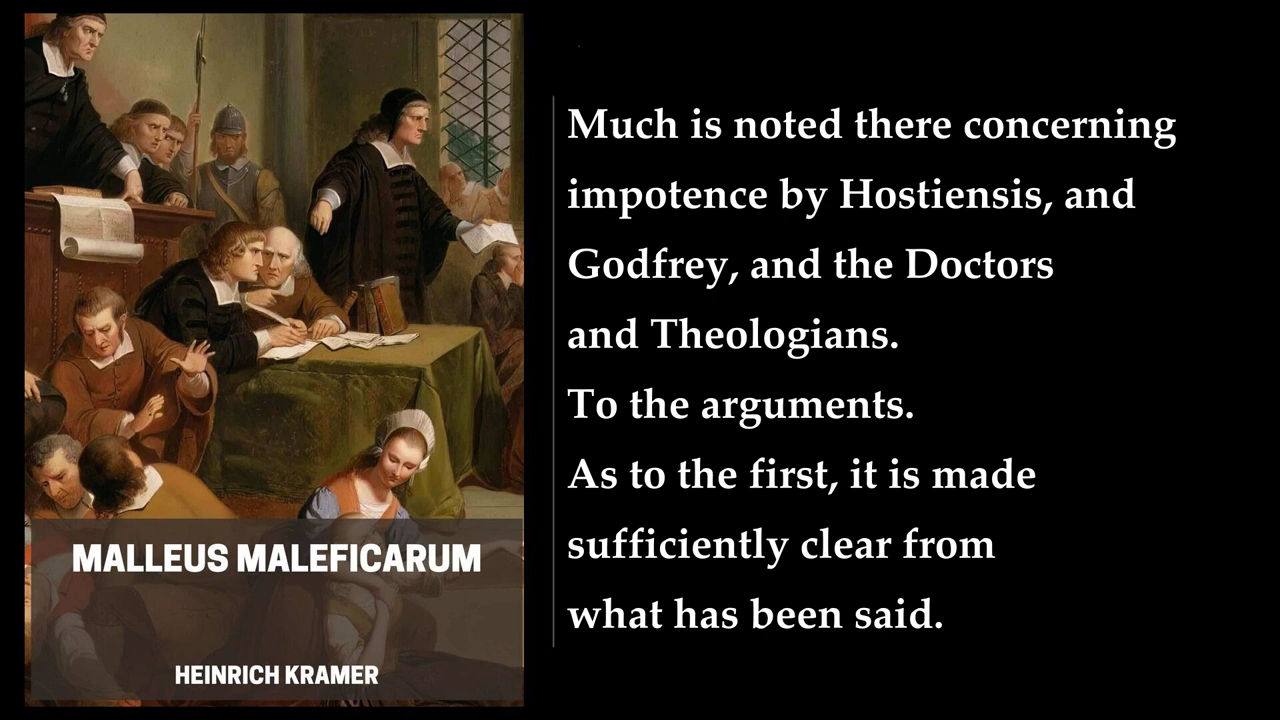 MALLEUS MALEFICARUM
HEINRICH KRAMER
Much is noted there concerning
impotence by Hostiensis, and
Godfrey, and the Doctors
and Theologians.
To the arguments.
As to the first, it is made
sufficiently clear from
what has been said.